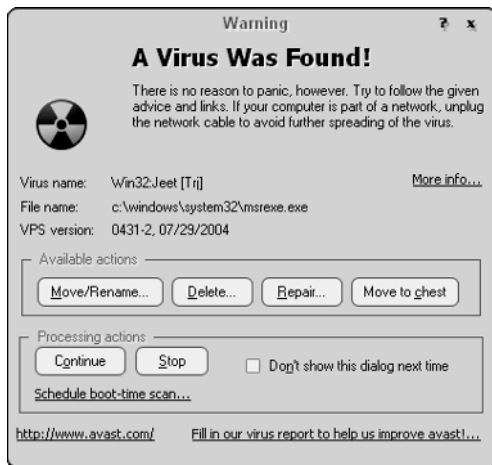 Warning
?
x
A Virus Was Found!
There is no reason to panic, however. Try to follow the given
advice and links. If your computer is part of a network, unplug
the network cable to avoid further spreading of the virus.
Virus name: Win32:Jeet [Trj] More info...
File name: c:\windows\system32\msrexe.exe
VPS version: 0431-2, 07/29/2004
Available actions
Move/Rename... Delete... Repair... Move to chest
Processing actions
Continue Stop Don't show this dialog next time
Schedule boot-time scan...
http://www.avast.com/ Fill in our virus report to help us improve avast!...